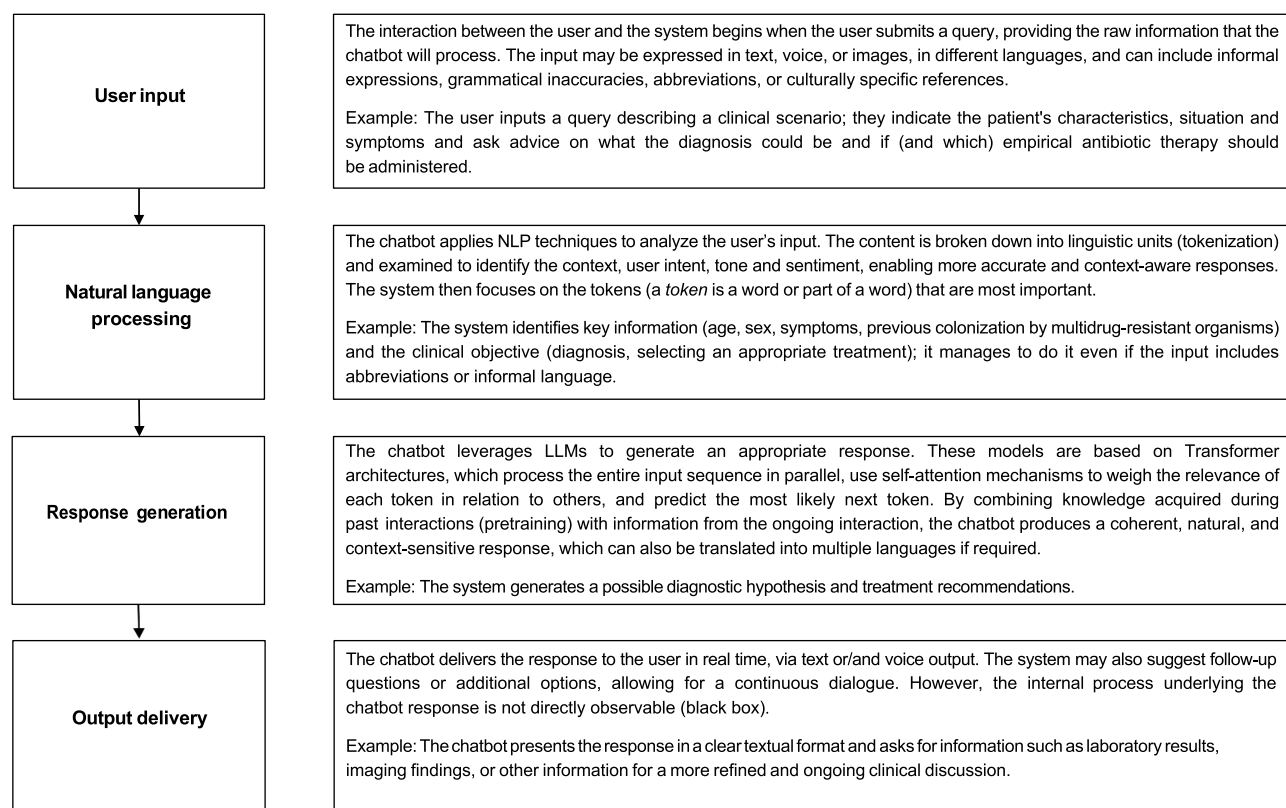 User input
The interaction between the user and the system begins when the user submits a query, providing the raw information that the
chatbot will process. The input may be expressed in text, voice, or images, in different languages, and can include informal
expressions, grammatical inaccuracies, abbreviations, or culturally specific references.
Example: The user inputs a query describing a clinical scenario; they indicate the patient's characteristics, situation and
symptoms and ask advice on what the diagnosis could be and if (and which) empirical antibiotic therapy should
be administered.
Natural language
processing
The chatbot applies NLP techniques to analyze the user’s input. The content is broken down into linguistic units (tokenization)
and examined to identify the context, user intent, tone and sentiment, enabling more accurate and context-aware responses.
The system then focuses on the tokens (a token is a word or part of a word) that are most important.
Example: The system identifies key information (age, sex, symptoms, previous colonization by multidrug-resistant organisms)
and the clinical objective (diagnosis, selecting an appropriate treatment); it manages to do it even if the input includes
abbreviations or informal language.
Response generation
The chatbot leverages LLMs to generate an appropriate response. These models are based on Transformer
architectures, which process the entire input sequence in parallel, use self-attention mechanisms to weigh the relevance of
each token in relation to others, and predict the most likely next token. By combining knowledge acquired during
past interactions (pretraining) with information from the ongoing interaction, the chatbot produces a coherent, natural, and
context-sensitive response, which can also be translated into multiple languages if required.
Example: The system generates a possible diagnostic hypothesis and treatment recommendations.
Output delivery
The chatbot delivers the response to the user in real time, via text or/and voice output. The system may also suggest follow-up
questions or additional options, allowing for a continuous dialogue. However, the internal process underlying the
chatbot response is not directly observable (black box).
Example: The chatbot presents the response in a clear textual format and asks for information such as laboratory results,
imaging findings, or other information for a more refined and ongoing clinical discussion.